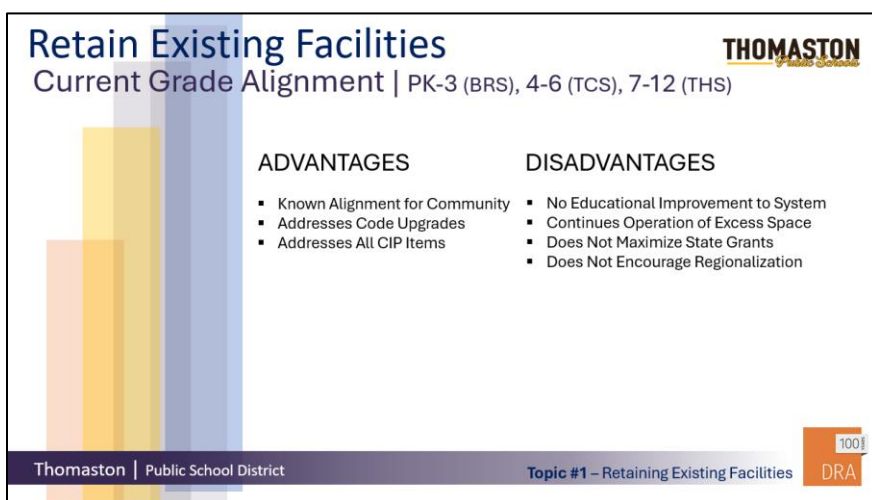 Retain Existing Facilities
THOMASTON
Public Schools
Current Grade Alignment | PK-3 (BRS), 4-6 (TCS), 7-12 (THS)
ADVANTAGES
▪ Known Alignment for Community
▪ Addresses Code Upgrades
▪ Addresses All CIP Items
DISADVANTAGES
▪ No Educational Improvement to System
▪ Continues Operation of Excess Space
▪ Does Not Maximize State Grants
▪ Does Not Encourage Regionalization
Thomaston | Public School District
Topic #1 – Retaining Existing Facilities
100
DRA